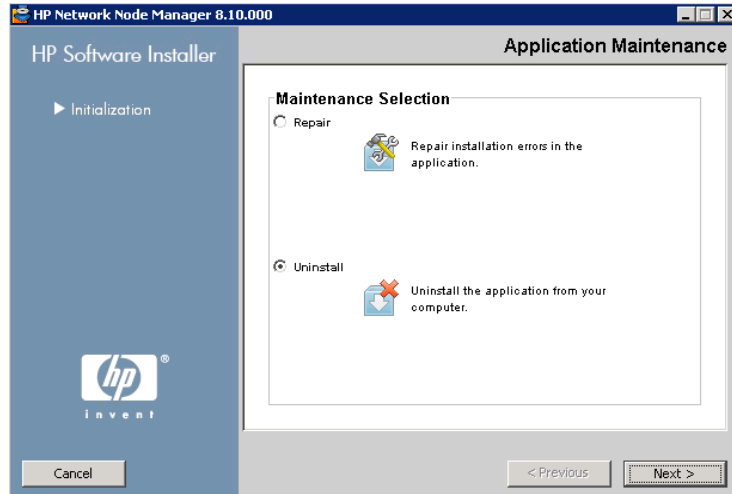 HP Network Node Manager 8.10.000
HP Software Installer
Application Maintenance
Initialization
Maintenance Selection
Repair
Repair installation errors in the
application.
Uninstall
Uninstall the application from your
computer.
hp ®
invent
Cancel
< Previous
Next >